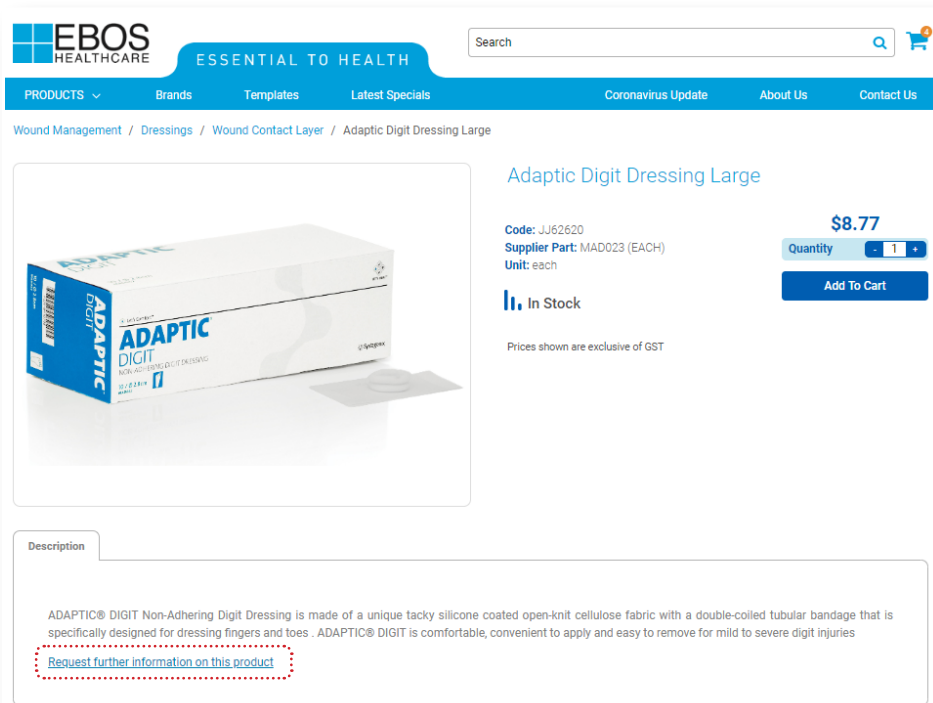 EBOS
HEALTHCARE
ESSENTIAL TO HEALTH
Search
4
PRODUCTS
Brands
Templates
Latest Specials
Coronavirus Update
About Us
Contact Us
Wound Management / Dressings / Wound Contact Layer / Adaptic Digit Dressing Large
Adaptic Digit Dressing Large
$8.77
Code: JJ62620
Supplier Part: MAD023 (EACH)
Unit: each
Quantity - 1 +
Add To Cart
In Stock
Prices shown are exclusive of GST
ADAPTIC
DIGIT
ADAPTIC
DIGIT
ADAPTIC
DIGIT
NON-ADHERING DIGIT DRESSING
Description
ADAPTIC® DIGIT Non-Adhering Digit Dressing is made of a unique tacky silicone coated open-knit cellulose fabric with a double-coiled tubular bandage that is
specifically designed for dressing fingers and toes . ADAPTIC® DIGIT is comfortable, convenient to apply and easy to remove for mild to severe digit injuries
Request further information on this product